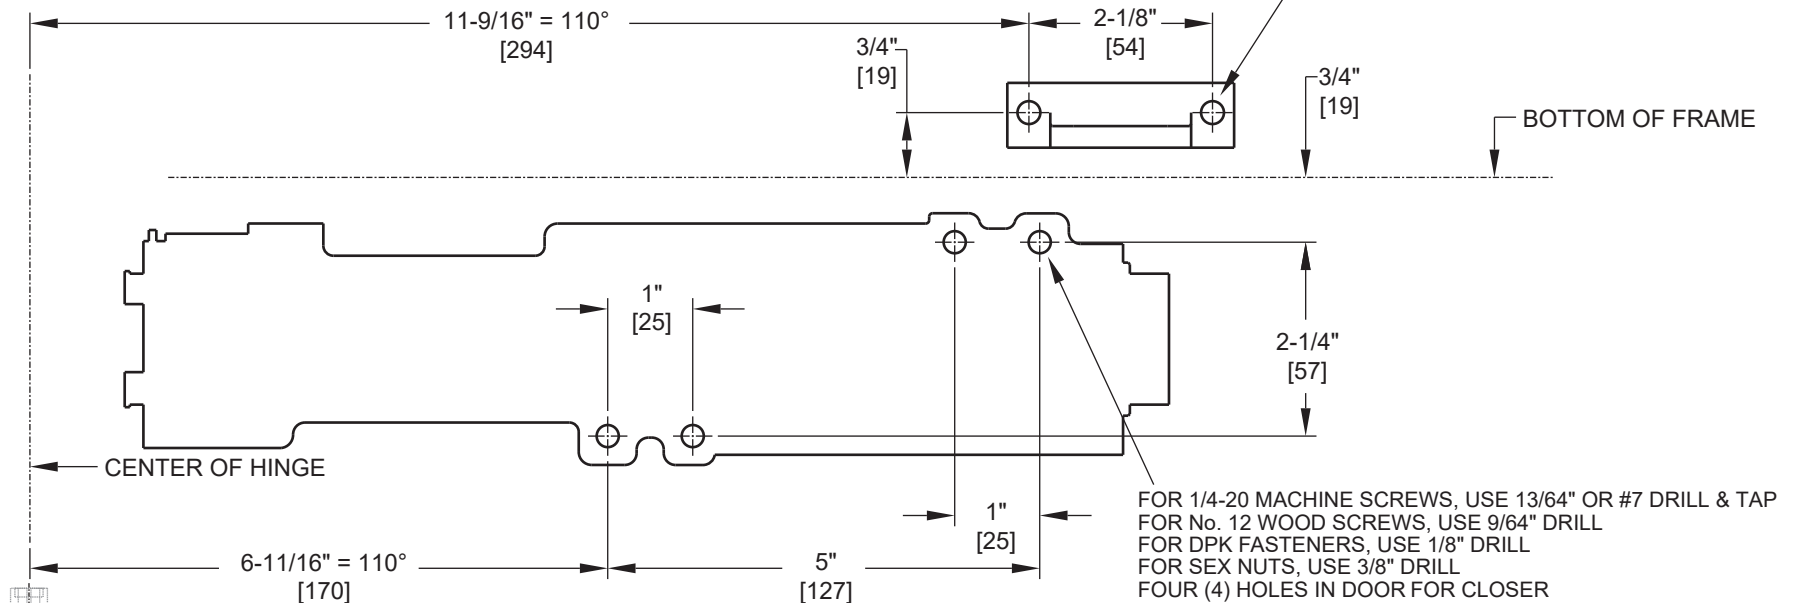 11-9/16" = 110°
[294]
2-1/8"
[54]
3/4"
[19]
3/4"
[19]
BOTTOM OF FRAME
1"
[25]
2-1/4"
[57]
CENTER OF HINGE
1"
[25]
6-11/16" = 110°
[170]
5"
[127]
FOR 1/4-20 MACHINE SCREWS, USE 13/64" OR #7 DRILL & TAP
FOR No. 12 WOOD SCREWS, USE 9/64" DRILL
FOR DPK FASTENERS, USE 1/8" DRILL
FOR SEX NUTS, USE 3/8" DRILL
FOUR (4) HOLES IN DOOR FOR CLOSER